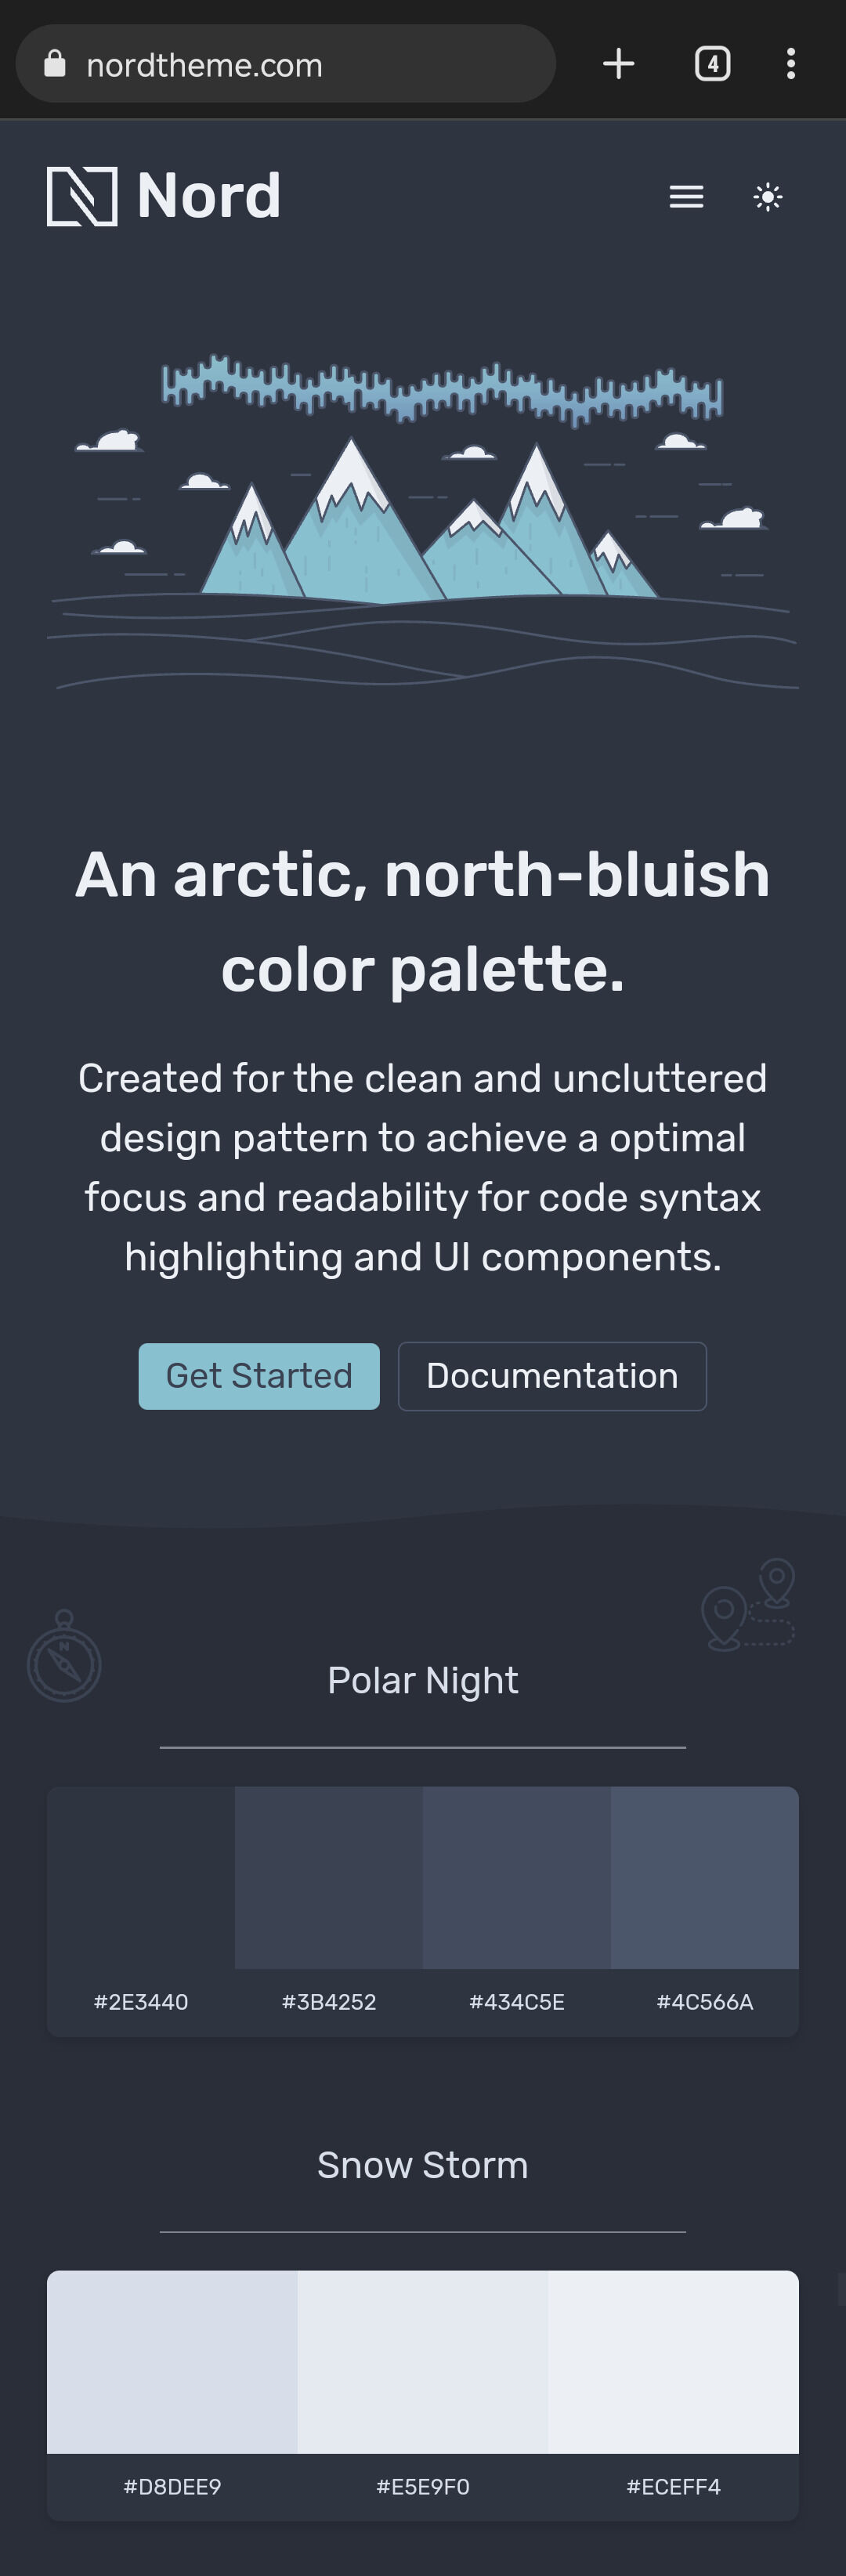 nordtheme.com
4
Nord
An arctic, north-bluish
color palette.
Created for the clean and uncluttered
design pattern to achieve a optimal
focus and readability for code syntax
highlighting and UI components.
Get Started Documentation
N
Polar Night
#2E3440 #3B4252 #434C5E #4C566A
Snow Storm
#D8DEE9 #E5E9F0 #ECEFF4